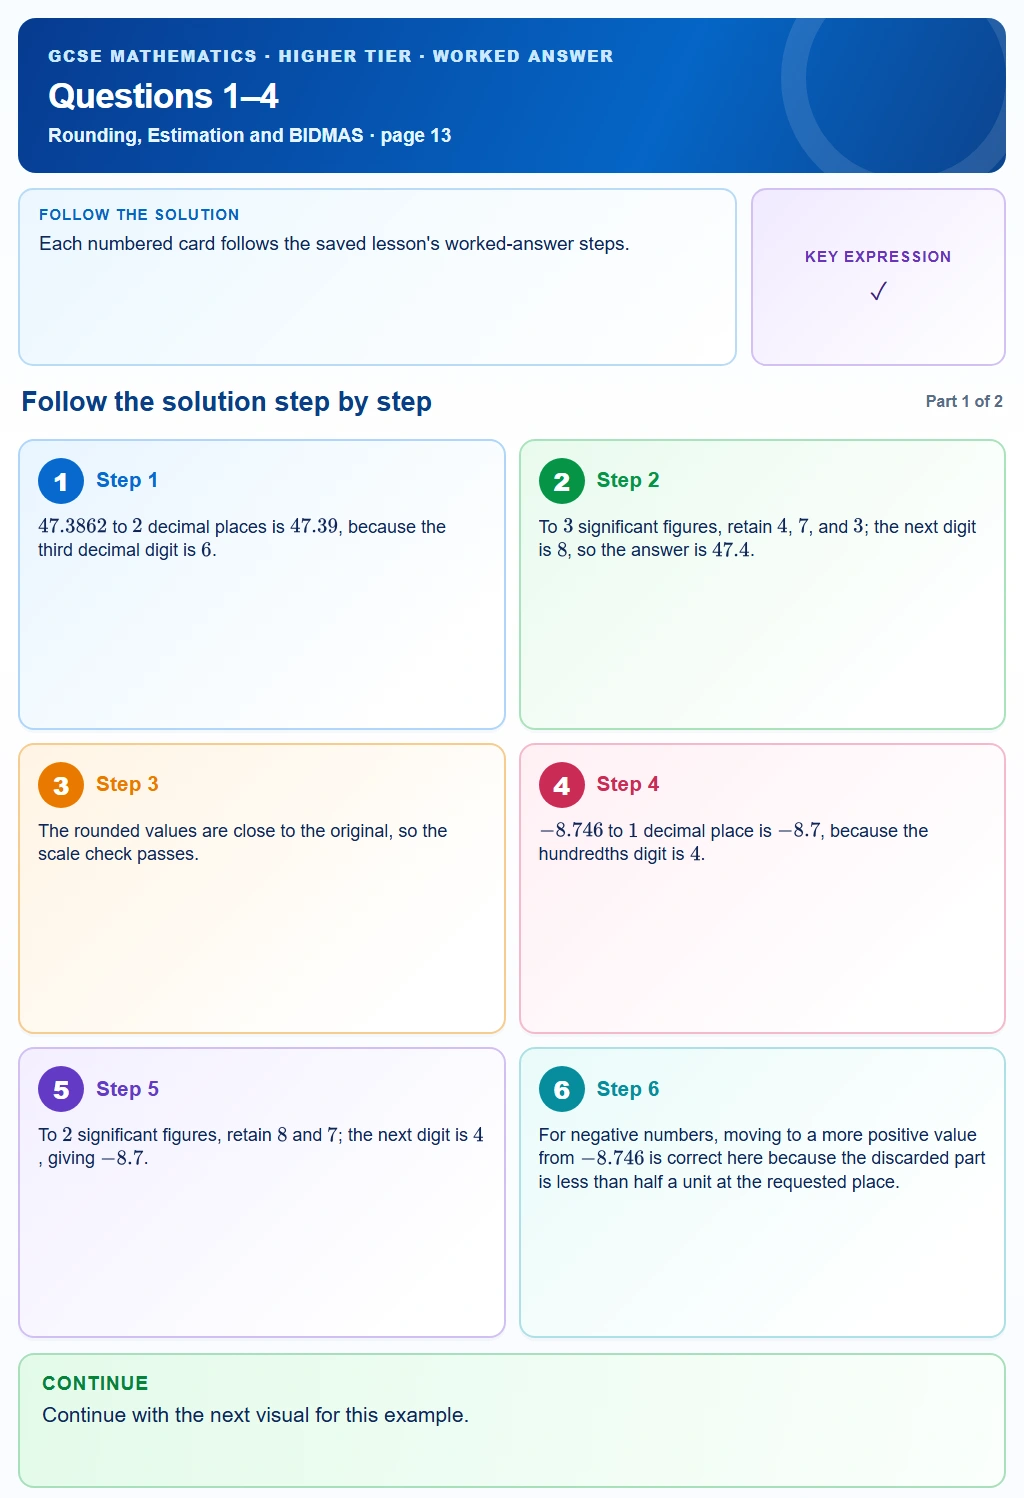 GCSE MATHEMATICS · HIGHER TIER · WORKED ANSWER
Questions 1–4
Rounding, Estimation and BIDMAS · page 13
FOLLOW THE SOLUTION
Each numbered card follows the saved lesson's worked-answer steps.
KEY EXPRESSION
✓
Follow the solution step by step
Part 1 of 2
1 Step 1
47.3862 to 2 decimal places is 47.39, because the
third decimal digit is 6.
2 Step 2
To 3 significant figures, retain 4, 7, and 3; the next digit
is 8, so the answer is 47.4.
3 Step 3
The rounded values are close to the original, so the
scale check passes.
4 Step 4
−8.746 to 1 decimal place is −8.7, because the
hundredths digit is 4.
5 Step 5
To 2 significant figures, retain 8 and 7; the next digit is 4
, giving −8.7.
6 Step 6
For negative numbers, moving to a more positive value
from −8.746 is correct here because the discarded part
is less than half a unit at the requested place.
CONTINUE
Continue with the next visual for this example.